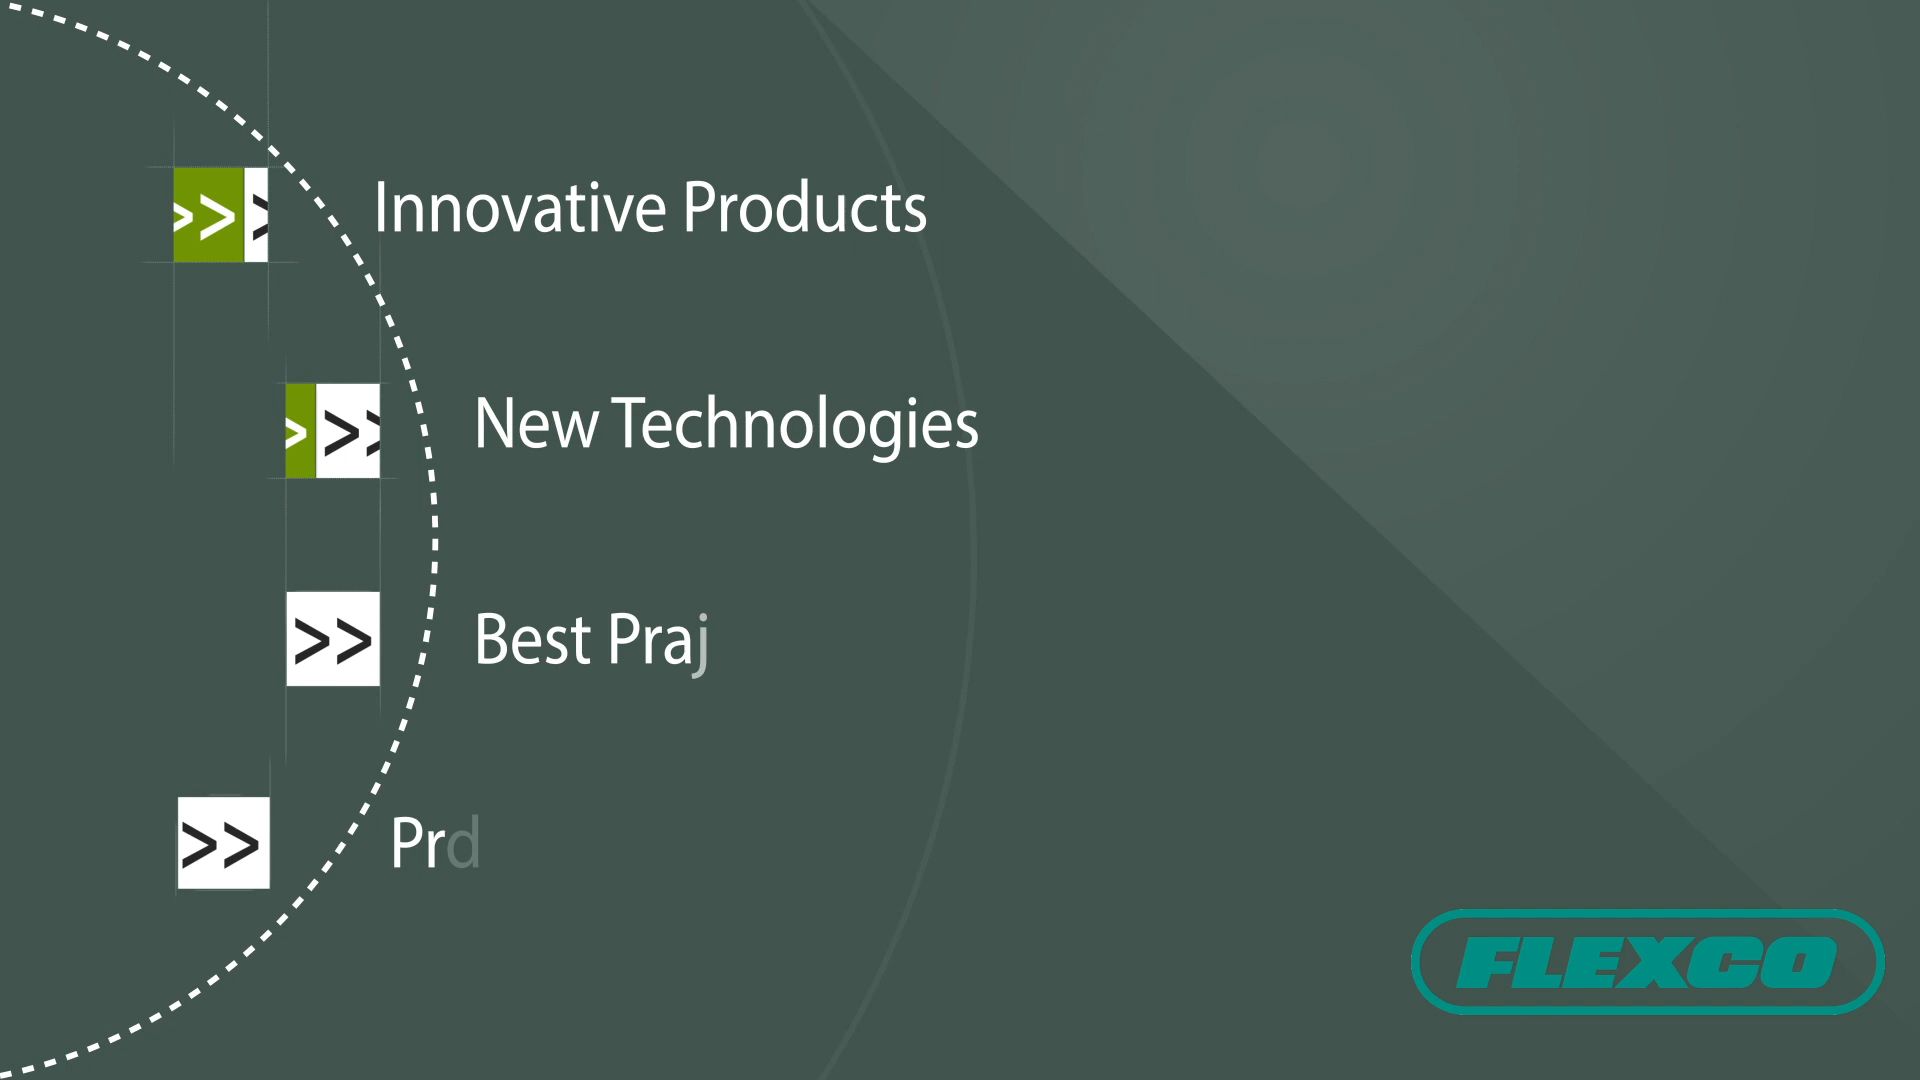 >> > Innovative Products
> >> New Technologies
>> Best Praj
>> Prd
FLEXCO